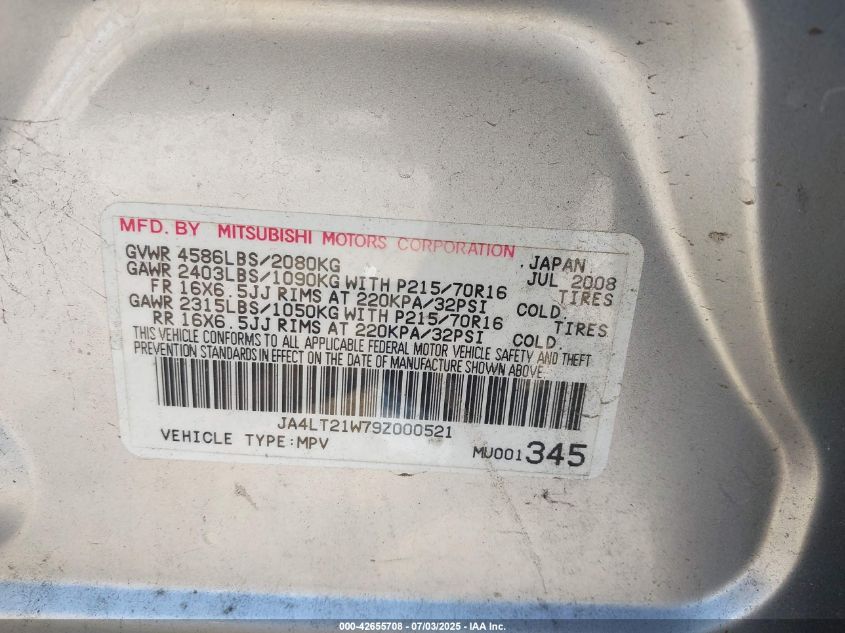 MFD. BY MITSUBISHI MOTORS CORPORATION
GVWR 4586LBS/2080KG JAPAN
GAWR 2403LBS/1090KG WITH P215/70R16 JUL 2008
FR 16X6.5JJ RIMS AT 220KPA/32PSI COLD. TIRES
GAWR 2315LBS/1050KG WITH P215/70R16 TIRES
RR 16X6.5JJ RIMS AT 220KPA/32PSI COLD.
THIS VEHICLE CONFORMS TO ALL APPLICABLE FEDERAL MOTOR VEHICLE SAFETY AND THEFT
PREVENTION STANDARDS IN EFFECT ON THE DATE OF MANUFACTURE SHOWN ABOVE.
JA4LT21W79Z000521
VEHICLE TYPE:MPV MU001345
000-42655708 - 07/03/2025 - IAA Inc.